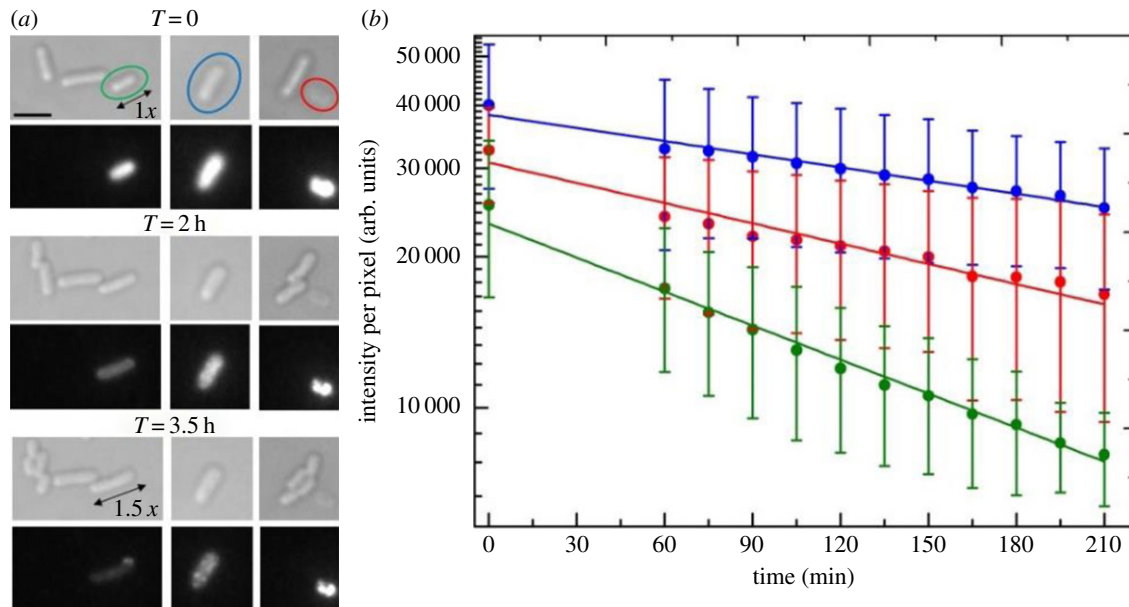 (a)
T = 0
1x
T = 2 h
T = 3.5 h
1.5 x
(b)
intensity per pixel (arb. units)
50 000
40 000
30 000
20 000
10 000
0 30 60 90 120 150 180 210
time (min)